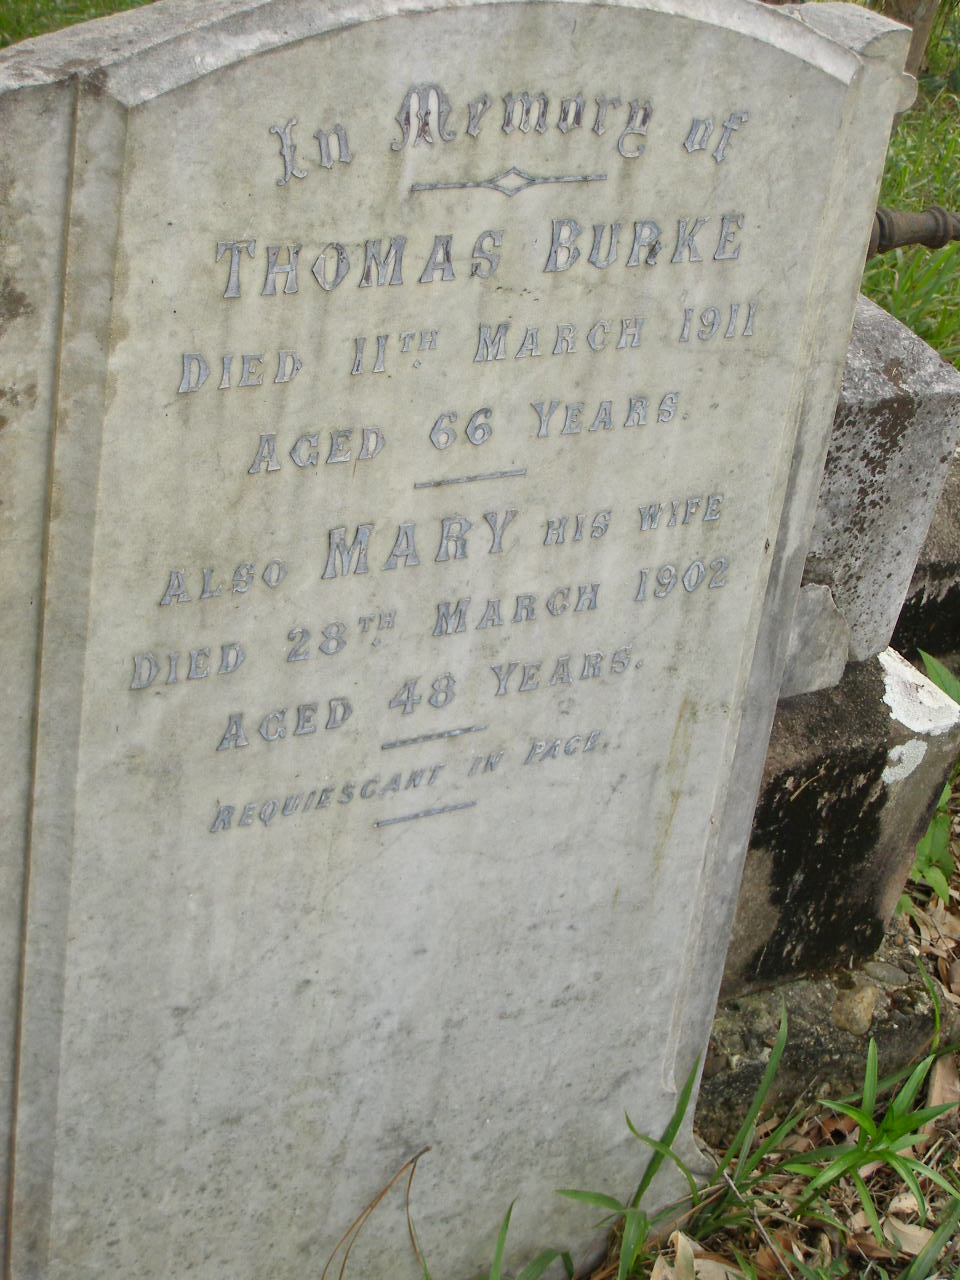 In Memory of
THOMAS BURKE
DIED 11TH MARCH 1911
AGED 66 YEARS.
ALSO MARY HIS WIFE
DIED 28TH MARCH 1902
AGED 48 YEARS.
REQUIESCANT IN PACE.